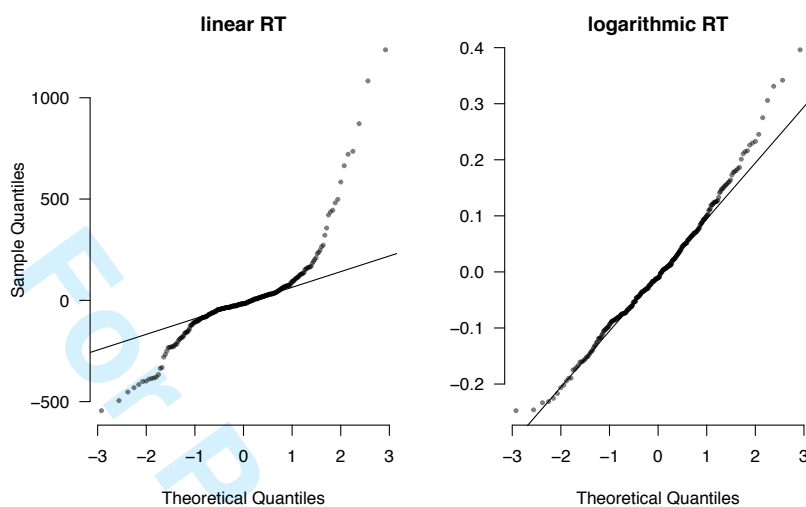 linear RT
logarithmic RT
Sample Quantiles
1000
500
0
−500
−3 −2 −1 0 1 2 3
Theoretical Quantiles
0.4
0.3
0.2
0.1
0.0
−0.1
−0.2
−3 −2 −1 0 1 2 3
Theoretical Quantiles
For P